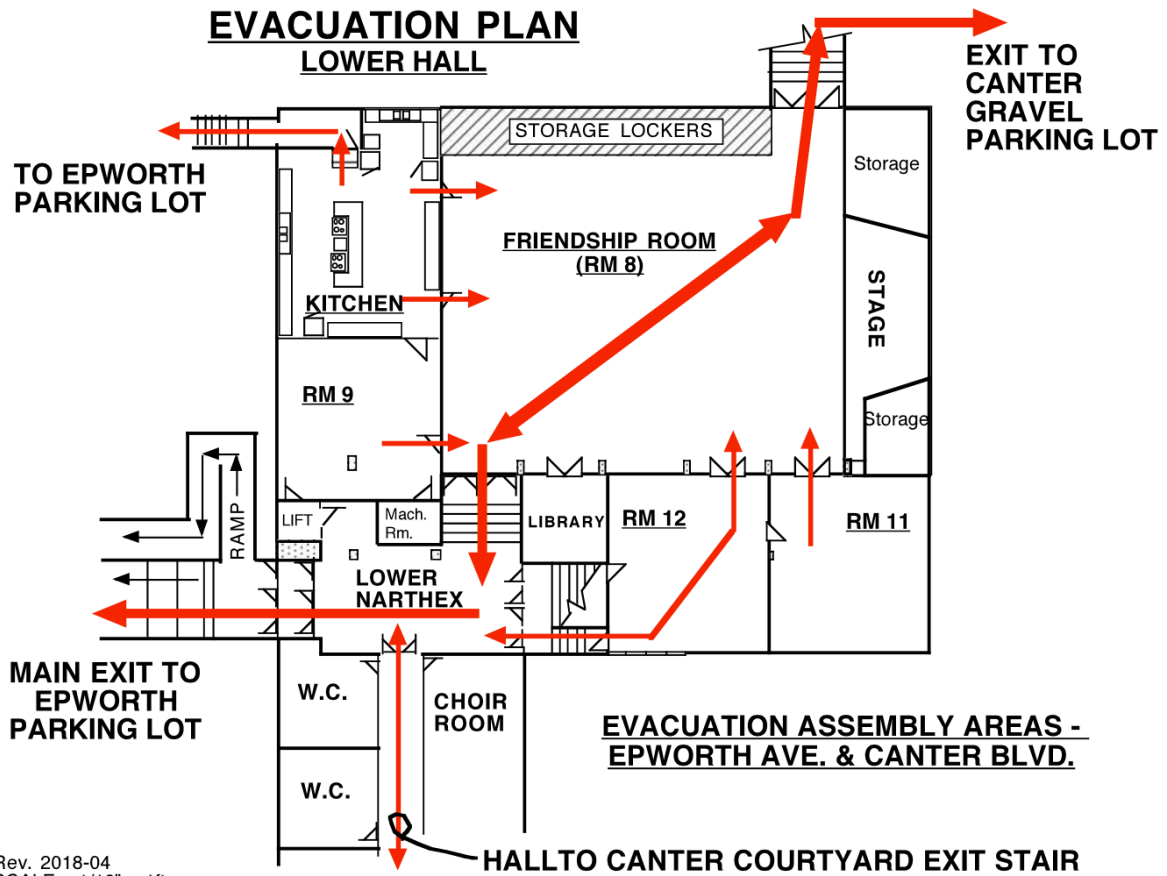 EVACUATION PLAN
LOWER HALL
EXIT TO
CANTER
GRAVEL
PARKING LOT
STORAGE LOCKERS
TO EPWORTH
PARKING LOT
Storage
FRIENDSHIP ROOM
(RM 8)
STAGE
KITCHEN
RM 9
Storage
RAMP
LIFT
Mach.
Rm.
LIBRARY
RM 12
RM 11
LOWER
NARTHEX
MAIN EXIT TO
EPWORTH
PARKING LOT
W.C.
CHOIR
ROOM
EVACUATION ASSEMBLY AREAS -
EPWORTH AVE. & CANTER BLVD.
W.C.
HALLTO CANTER COURTYARD EXIT STAIR
Rev. 2018-04